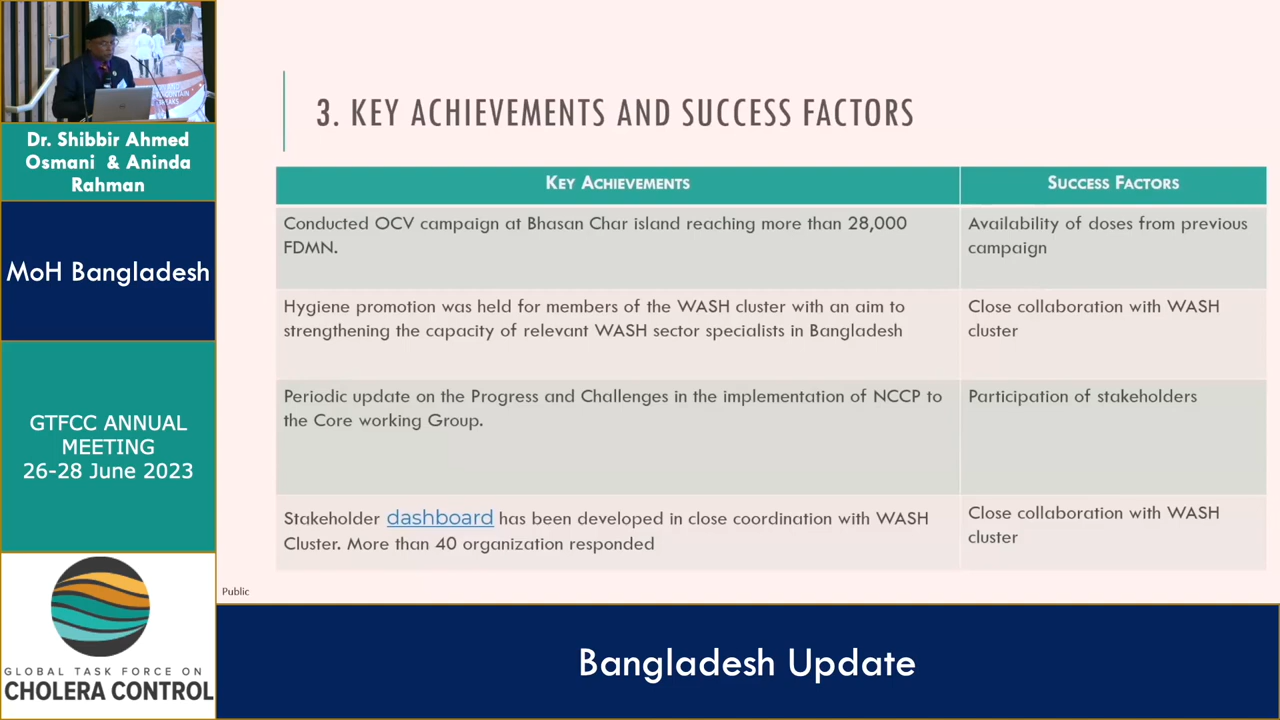 Dr. Shibbir Ahmed
Osmani & Aninda
Rahman
MoH Bangladesh
GTFCC ANNUAL
MEETING
26-28 June 2023
GLOBAL TASK FORCE ON
CHOLERA CONTROL
3. KEY ACHIEVEMENTS AND SUCCESS FACTORS
KEY ACHIEVEMENTS
SUCCESS FACTORS
Conducted OCV campaign at Bhasan Char island reaching more than 28,000
FDMN.
Availability of doses from previous
campaign
Hygiene promotion was held for members of the WASH cluster with an aim to
strengthening the capacity of relevant WASH sector specialists in Bangladesh
Close collaboration with WASH
cluster
Periodic update on the Progress and Challenges in the implementation of NCCP to
the Core working Group.
Participation of stakeholders
Stakeholder dashboard has been developed in close coordination with WASH
Cluster. More than 40 organization responded
Close collaboration with WASH
cluster
Public
Bangladesh Update